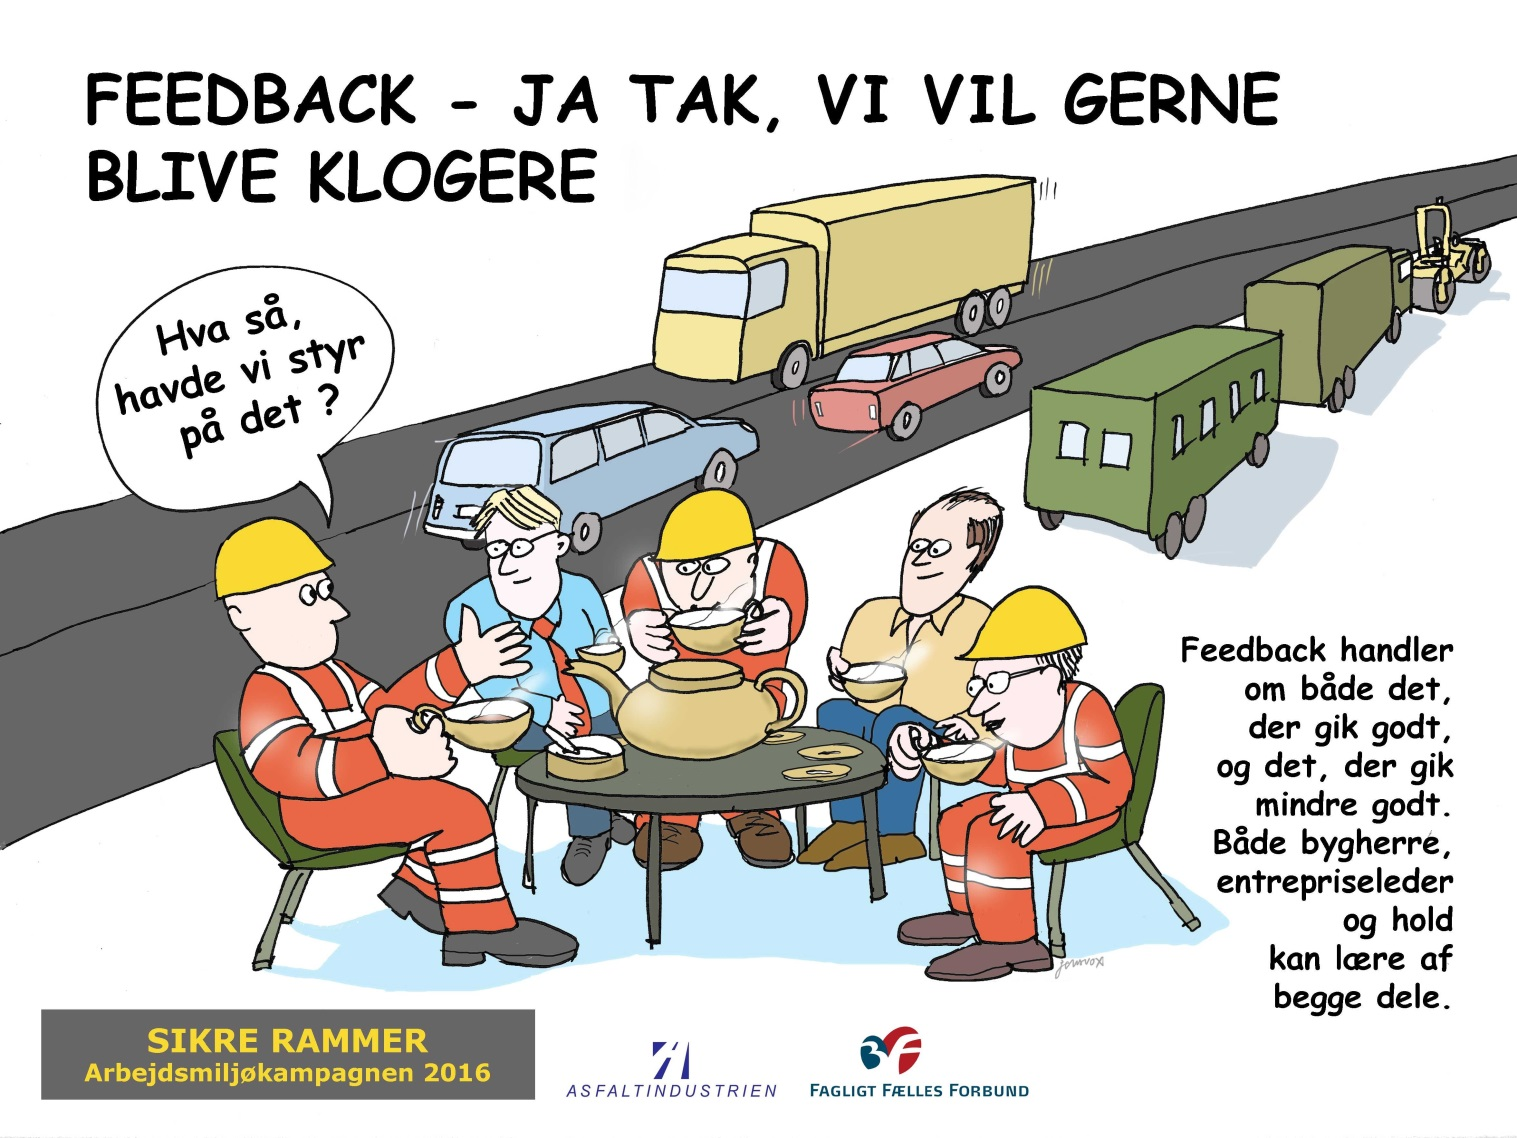 FEEDBACK - JA TAK, VI VIL GERNE
BLIVE KLOGERE
Hva så,
havde vi styr
på det ?
Feedback handler
om både det,
der gik godt,
og det, der gik
mindre godt.
Både bygherre,
entrepriseleder
og hold
kan lære af
begge dele.
SIKRE RAMMER
Arbejdsmiljøkampagnen 2016
ASFALTINDUSTRIEN
3F
FAGLIGT FÆLLES FORBUND